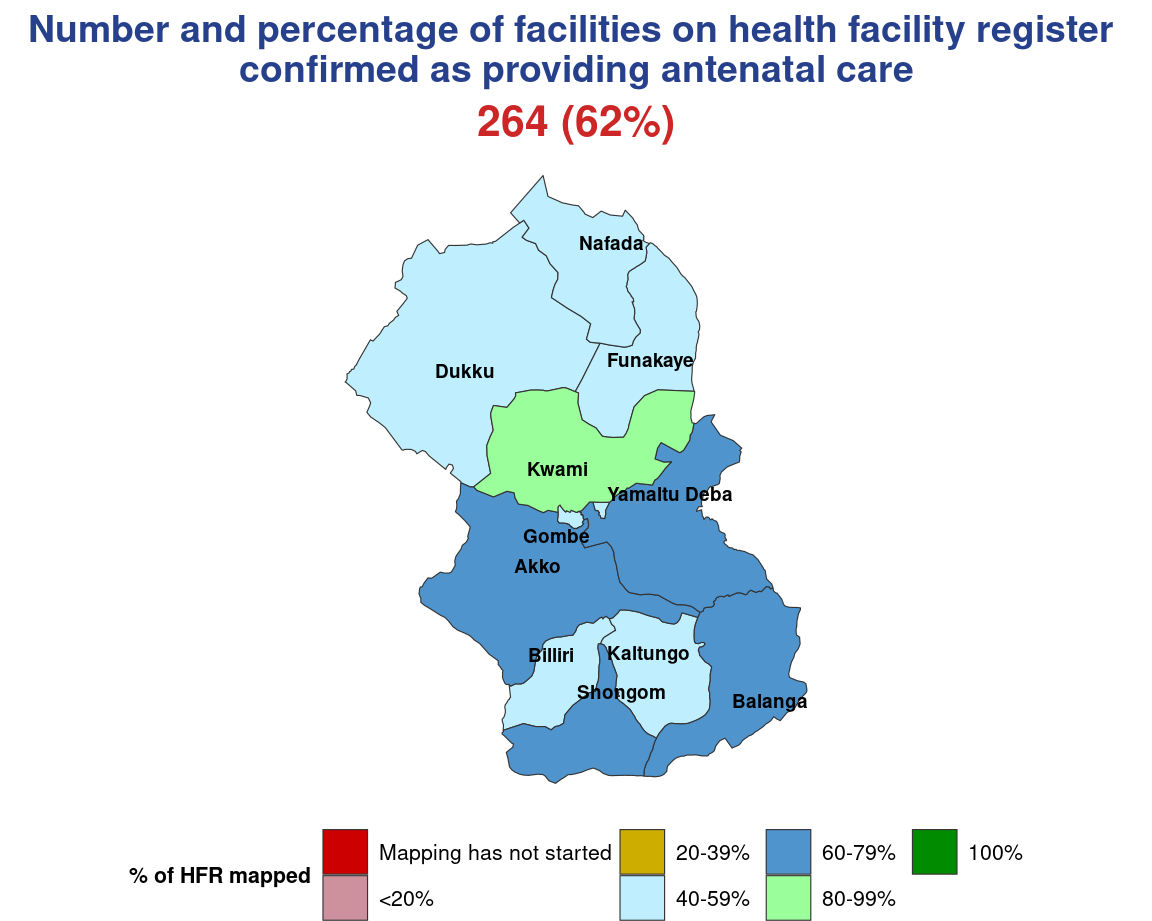 Number and percentage of facilities on health facility register
confirmed as providing antenatal care
264 (62%)
Nafada
Funakaye
Dukku
Kwami
Yamaltu Deba
Gombe
Akko
Billiri
Kaltungo
Shongom
Balanga
% of HFR mapped
Mapping has not started
<20%
20-39%
40-59%
60-79%
80-99%
100%